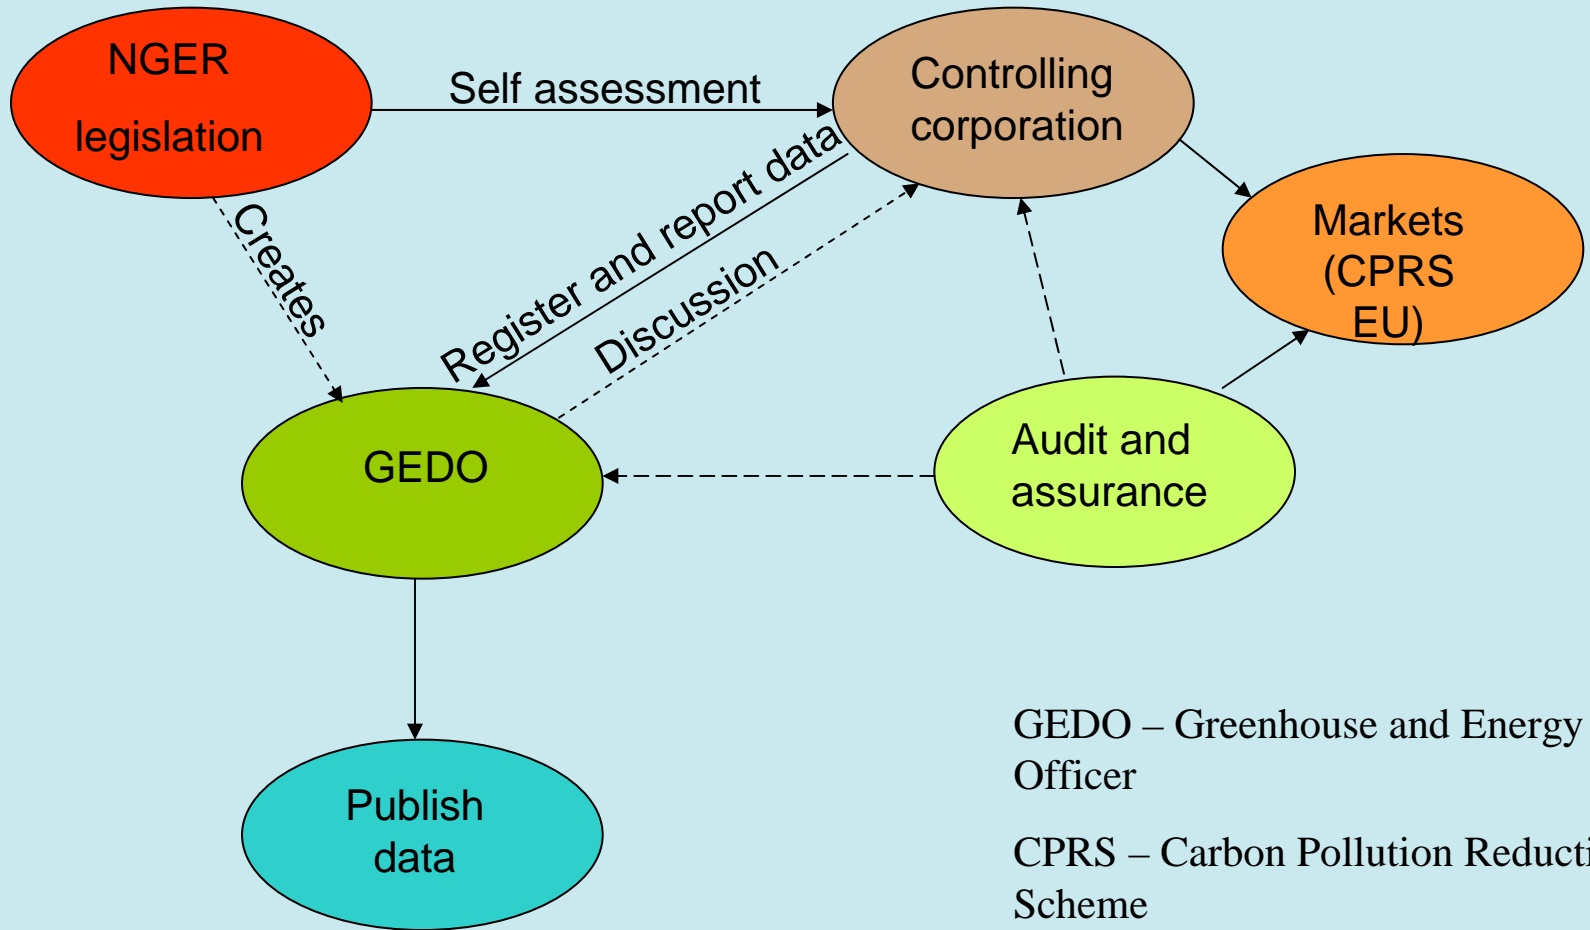 NGER
legislation
Self assessment
Controlling
corporation
Markets
(CPRS
EU)
Creates
Register and report data
Discussion
GEDO
Audit and
assurance
Publish
data
GEDO – Greenhouse and Energy
Officer
CPRS – Carbon Pollution
Scheme